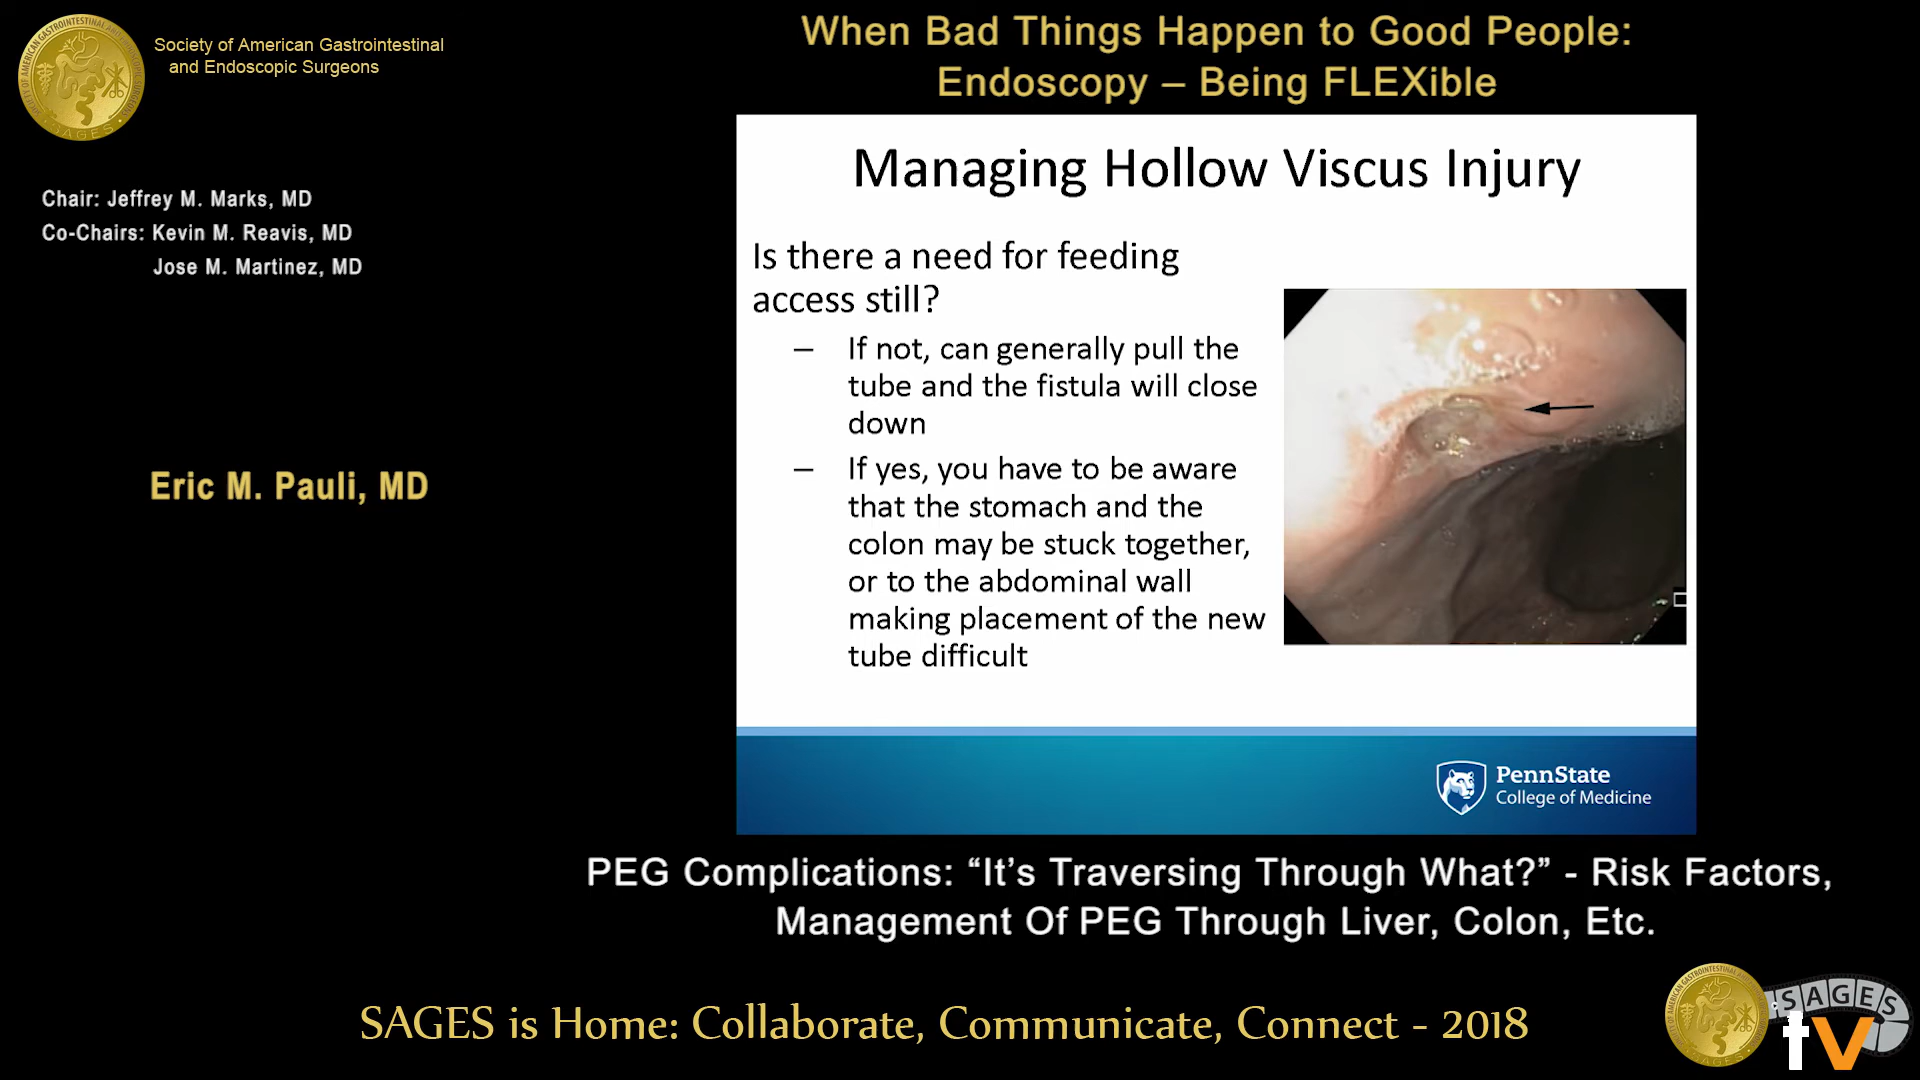 Society of American Gastrointestinal
and Endoscopic Surgeons
When Bad Things Happen to Good People:
Endoscopy – Being FLEXible
Chair: Jeffrey M. Marks, MD
Co-Chairs: Kevin M. Reavis, MD
Jose M. Martinez, MD
Eric M. Pauli, MD
Managing Hollow Viscus Injury
Is there a need for feeding
access still?
– If not, can generally pull the
tube and the fistula will close
down
– If yes, you have to be aware
that the stomach and the
colon may be stuck together,
or to the abdominal wall
making placement of the new
tube difficult
PennState
College of Medicine
PEG Complications: “It’s Traversing Through What?” - Risk Factors,
Management Of PEG Through Liver, Colon, Etc.
SAGES is Home: Collaborate, Communicate, Connect - 2018
SAGES
tv